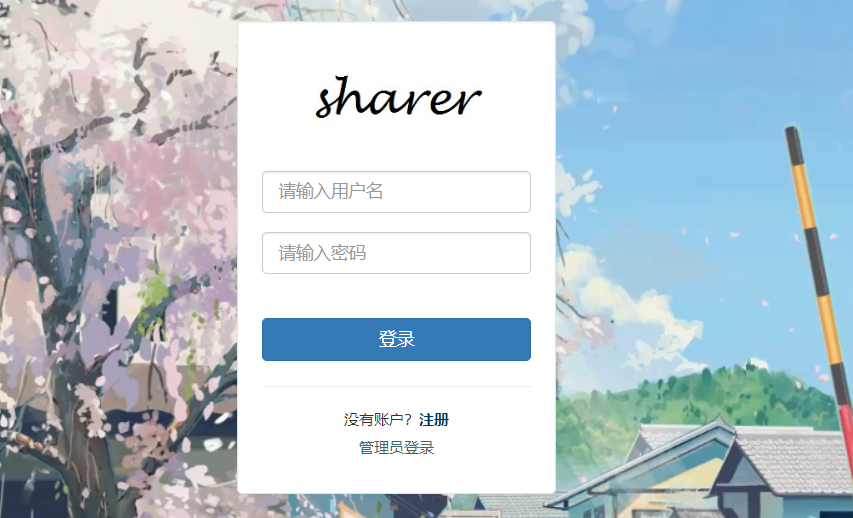 sharer
请输入用户名
请输入密码
登录
没有账户？注册
管理员登录